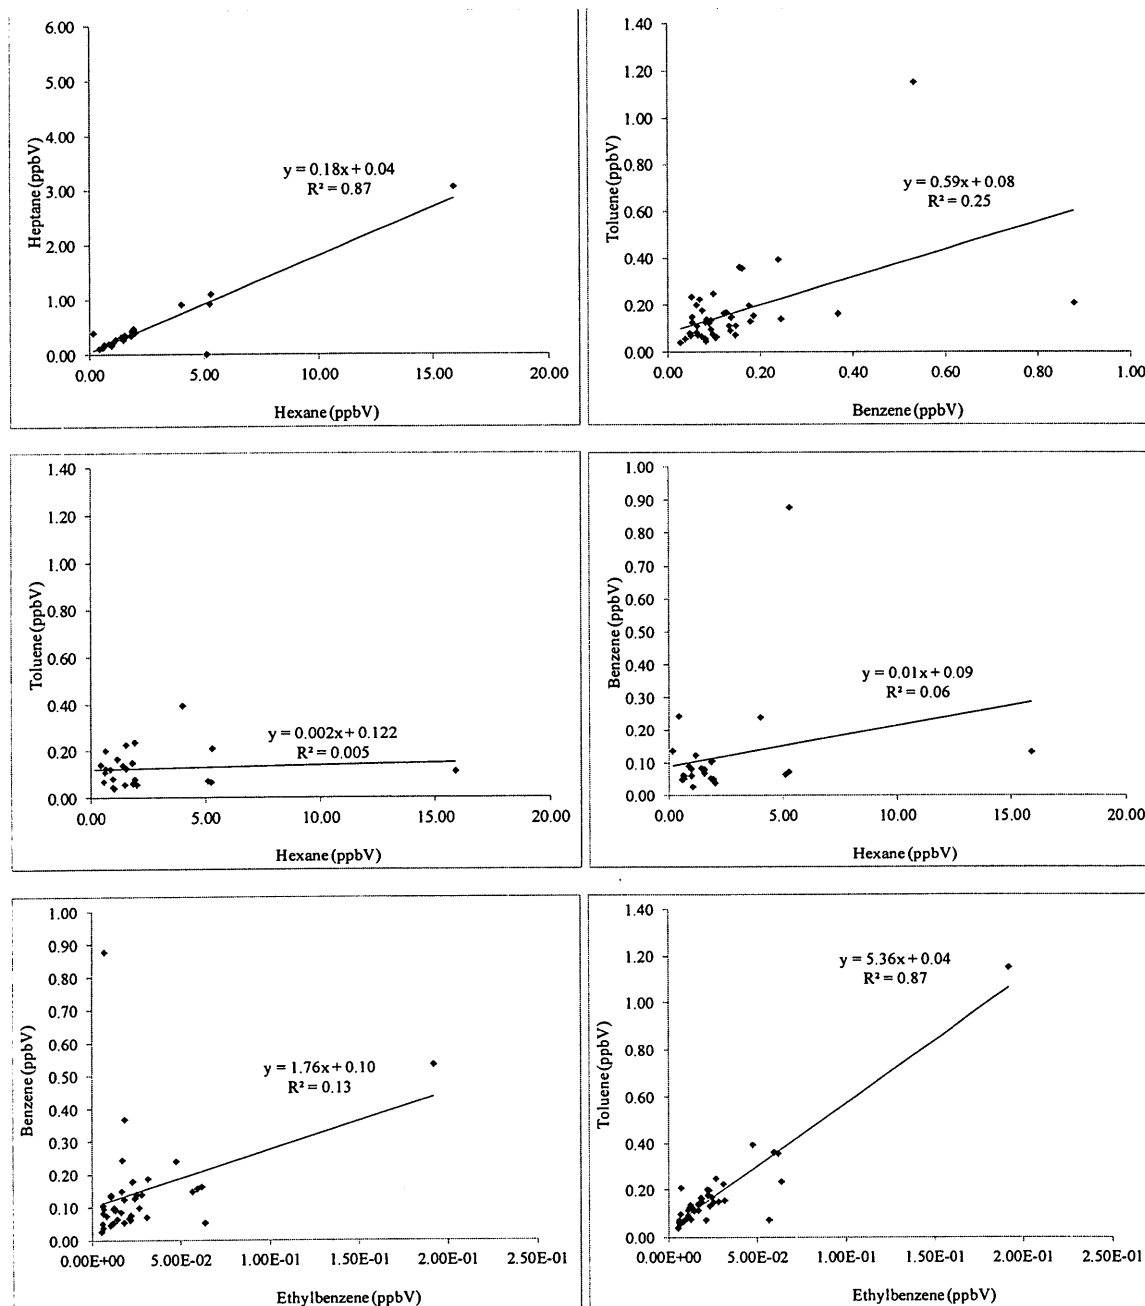 6.00
5.00
4.00
3.00
2.00
1.00
0.00
Heptane (ppbV)
y = 0.18x + 0.04
R² = 0.87
0.00
5.00
10.00
15.00
20.00
Hexane (ppbV)
1.40
1.20
1.00
0.80
0.60
0.40
0.20
0.00
Toluene (ppbV)
y = 0.59x + 0.08
R² = 0.25
0.00
0.20
0.40
0.60
0.80
1.00
Benzene (ppbV)
1.40
1.20
1.00
0.80
0.60
0.40
0.20
0.00
Toluene (ppbV)
y = 0.002x + 0.122
R² = 0.005
0.00
5.00
10.00
15.00
20.00
Hexane (ppbV)
1.00
0.90
0.80
0.70
0.60
0.50
0.40
0.30
0.20
0.10
0.00
Benzene (ppbV)
y = 0.01x + 0.09
R² = 0.06
0.00
5.00
10.00
15.00
20.00
Hexane (ppbV)
1.00
0.90
0.80
0.70
0.60
0.50
0.40
0.30
0.20
0.10
0.00
Benzene (ppbV)
y = 1.76x + 0.10
R² = 0.13
0.00E+00
5.00E-02
1.00E-01
1.50E-01
2.00E-01
2.50E-01
Ethylbenzene (ppbV)
1.40
1.20
1.00
0.80
0.60
0.40
0.20
0.00
Toluene (ppbV)
y = 5.36x + 0.04
R² = 0.87
0.00E+00
5.00E-02
1.00E-01
1.50E-01
2.00E-01
2.50E-01
Ethylbenzene (ppbV)